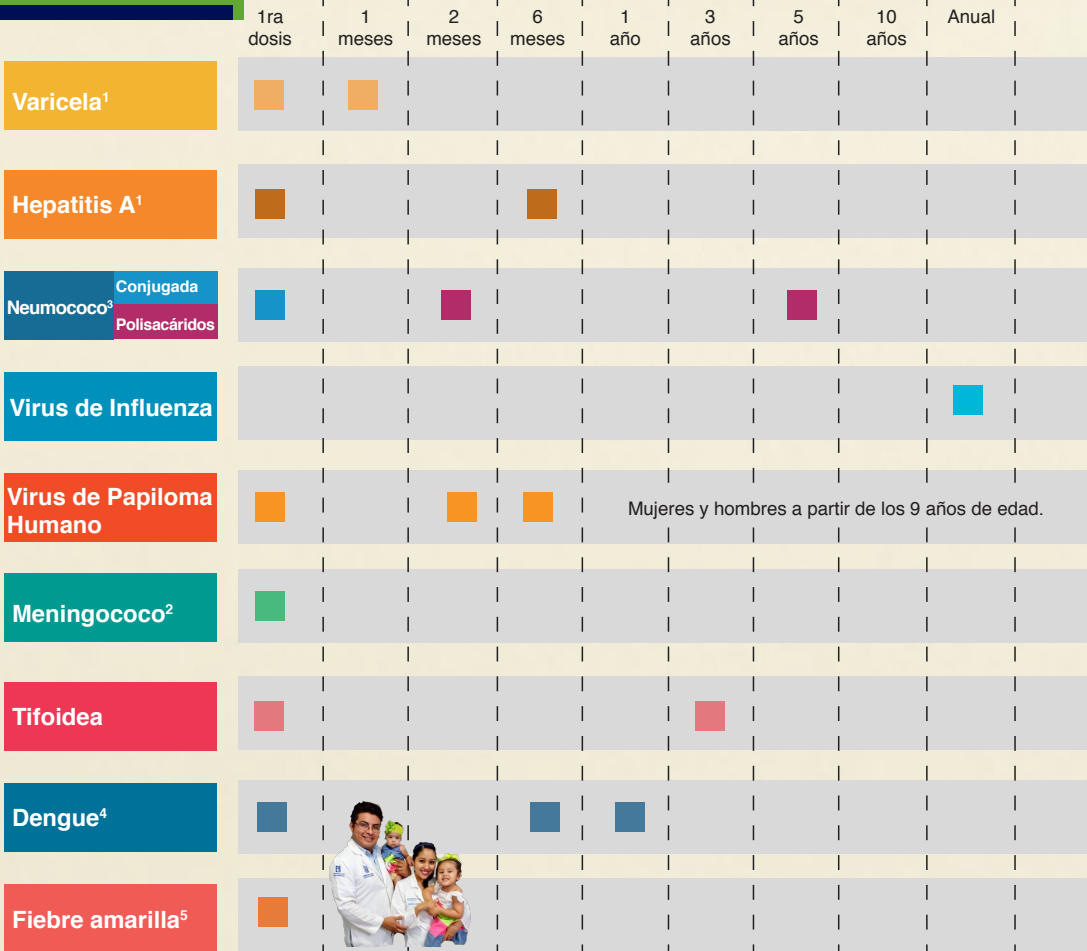 1ra dosis
1 meses
2 meses
6 meses
1 año
3 años
5 años
10 años
Anual
Varicela¹
Hepatitis A¹
Neumococo³
Conjugada
Polisacáridos
Virus de Influenza
Virus de Papiloma
Humano
Mujeres y hombres a partir de los 9 años de edad.
Meningococo²
Tifoidea
Dengue⁴
Fiebre amarilla⁵